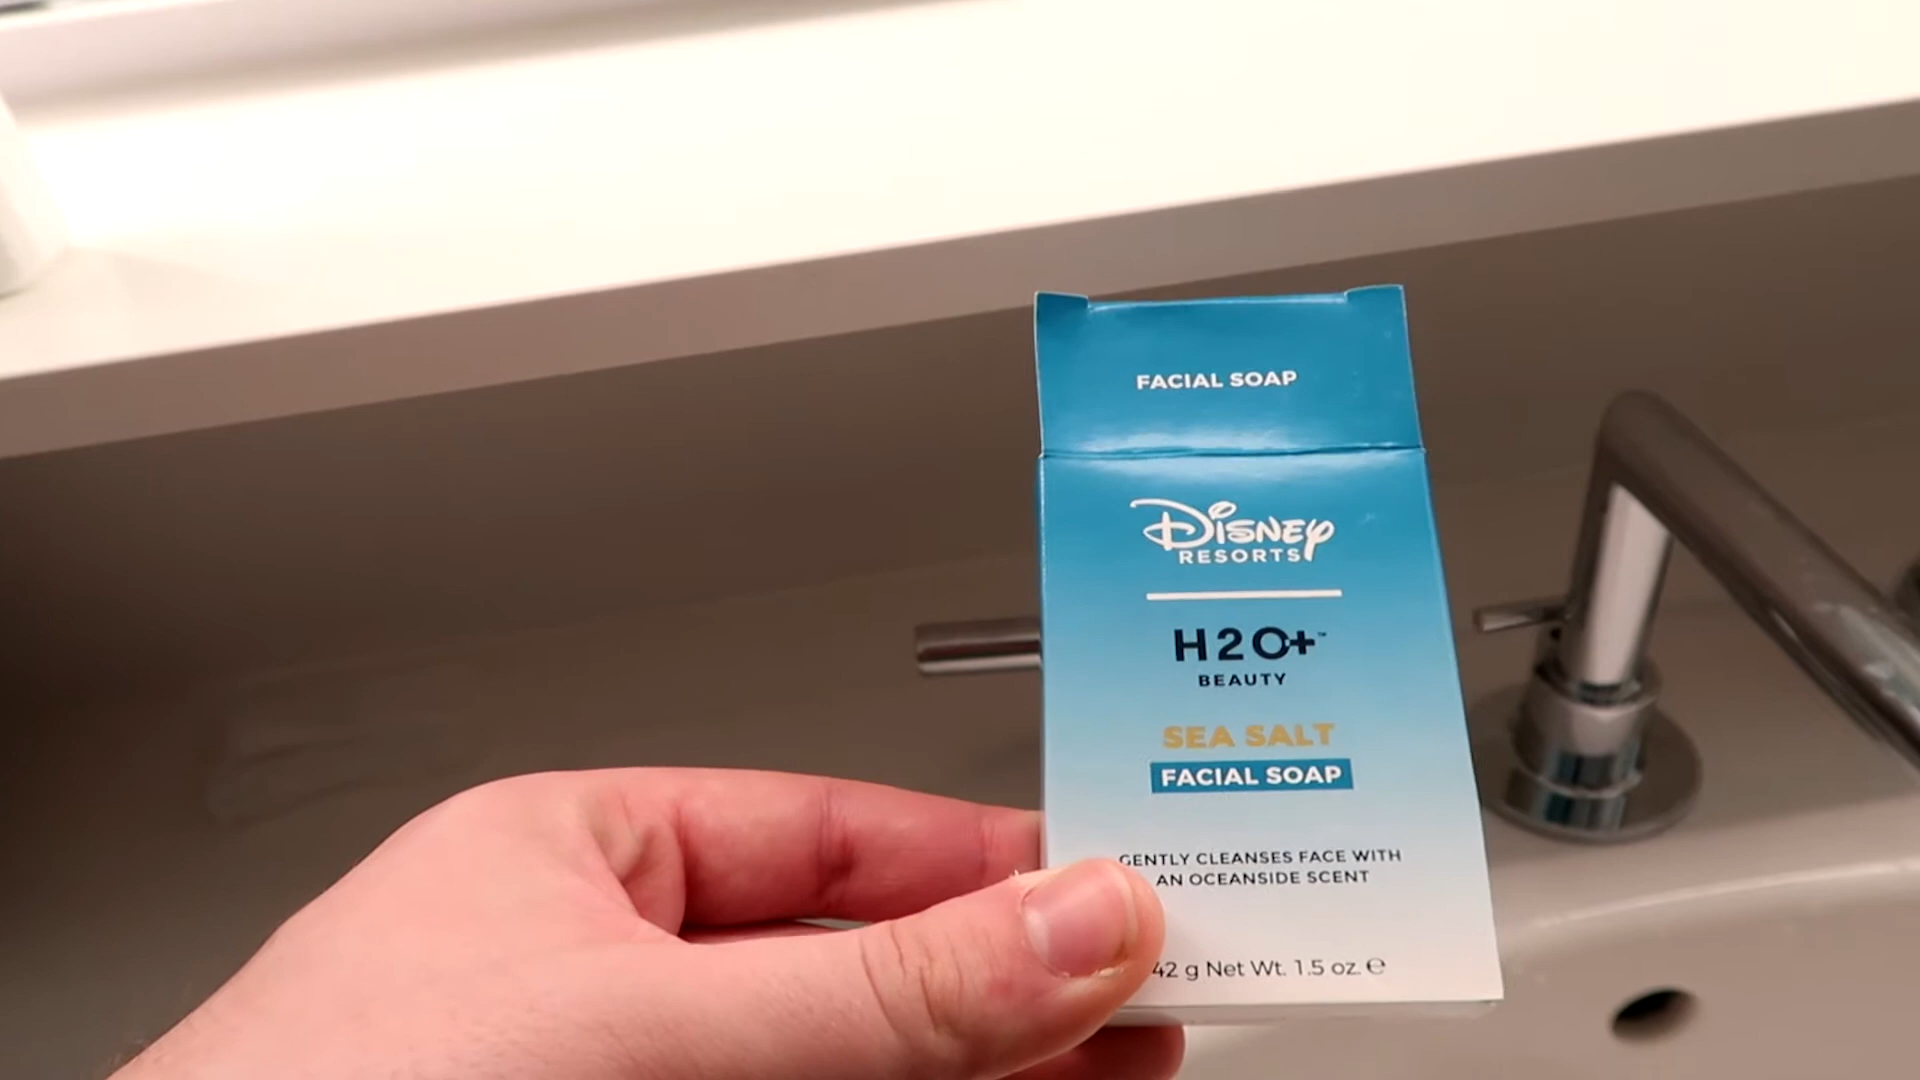 FACIAL SOAP
Disney
RESORTS
H2O+™
BEAUTY
SEA SALT
FACIAL SOAP
GENTLY CLEANSES FACE WITH
AN OCEANSIDE SCENT
42 g Net Wt. 1.5 oz. ℮